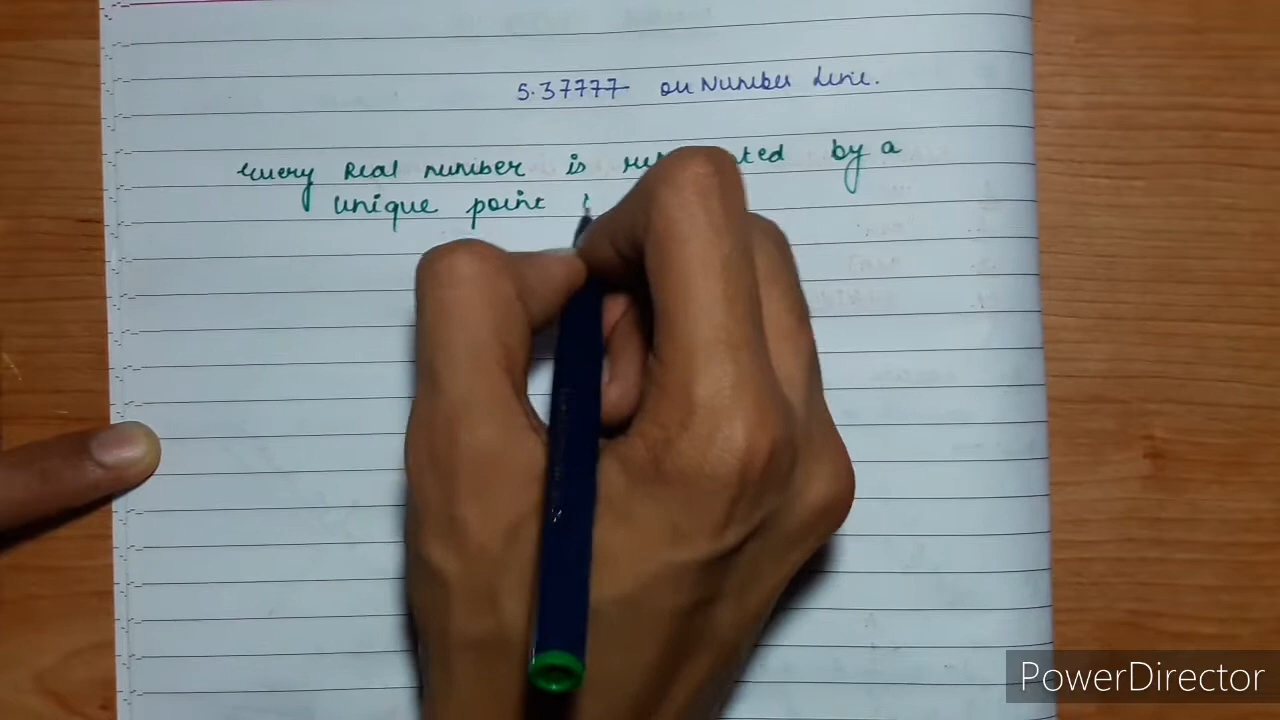 5.37777 on Number Line.
Every Real number is by a
unique point
PowerDirector